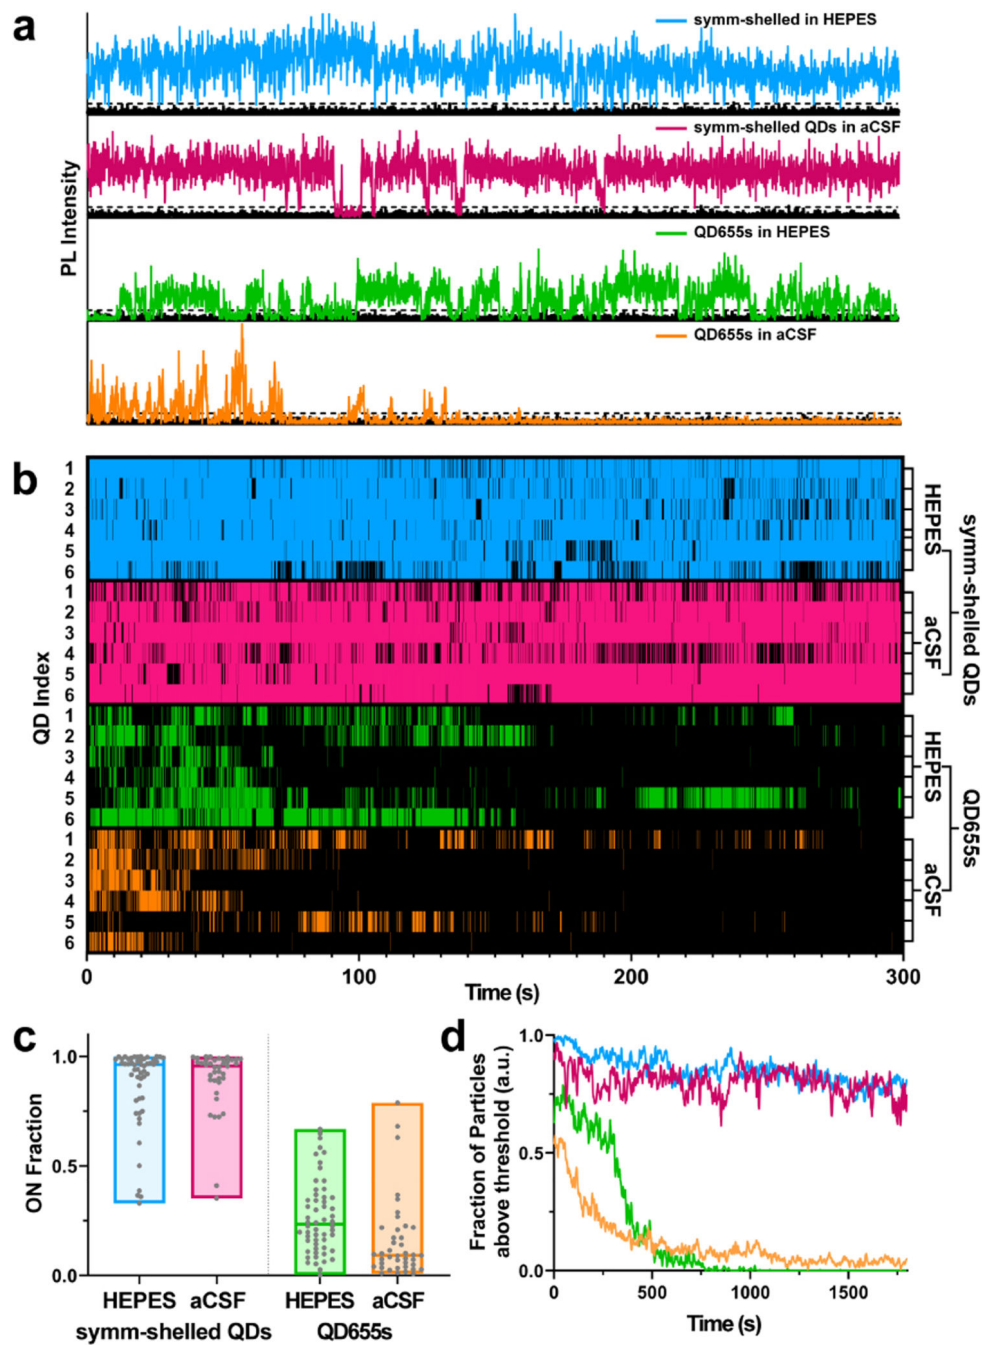 a
symm-shelled in HEPES
symm-shelled QDs in aCSF
QD655s in HEPES
QD655s in aCSF
PL Intensity
b
QD Index
1
2
3
4
5
6
1
2
3
4
5
6
1
2
3
4
5
6
1
2
3
4
5
6
HEPES
aCSF
symm-shelled QDs
HEPES
aCSF
QD655s
0 100 200 300
Time (s)
c
ON Fraction
1.0
0.5
0.0
HEPES aCSF HEPES aCSF
symm-shelled QDs QD655s
d
Fraction of Particles
above threshold (a.u.)
1.0
0.5
0.0
0 500 1000 1500
Time (s)